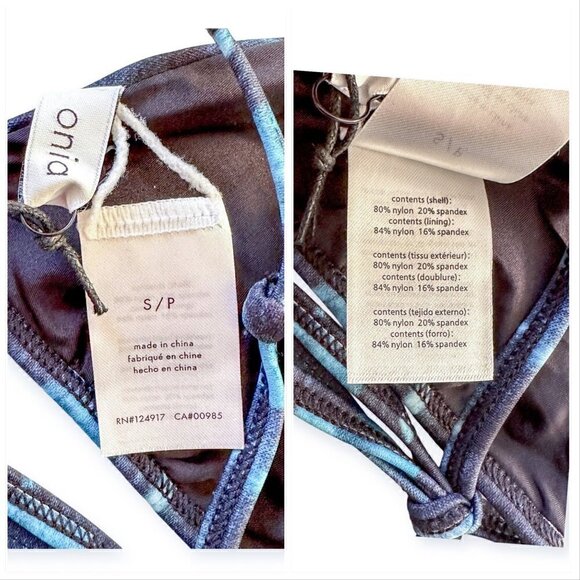 onia
S/P
made in china
fabriqué en chine
hecho en china
RN#124917 CA#00985
S/P
contents (shell):
80% nylon 20% spandex
contents (lining):
84% nylon 16% spandex
contents (tissu extérieur):
80% nylon 20% spandex
contents (doublure):
84% nylon 16% spandex
contents (tejido externo):
80% nylon 20% spandex
contents (forro):
84% nylon 16% spandex